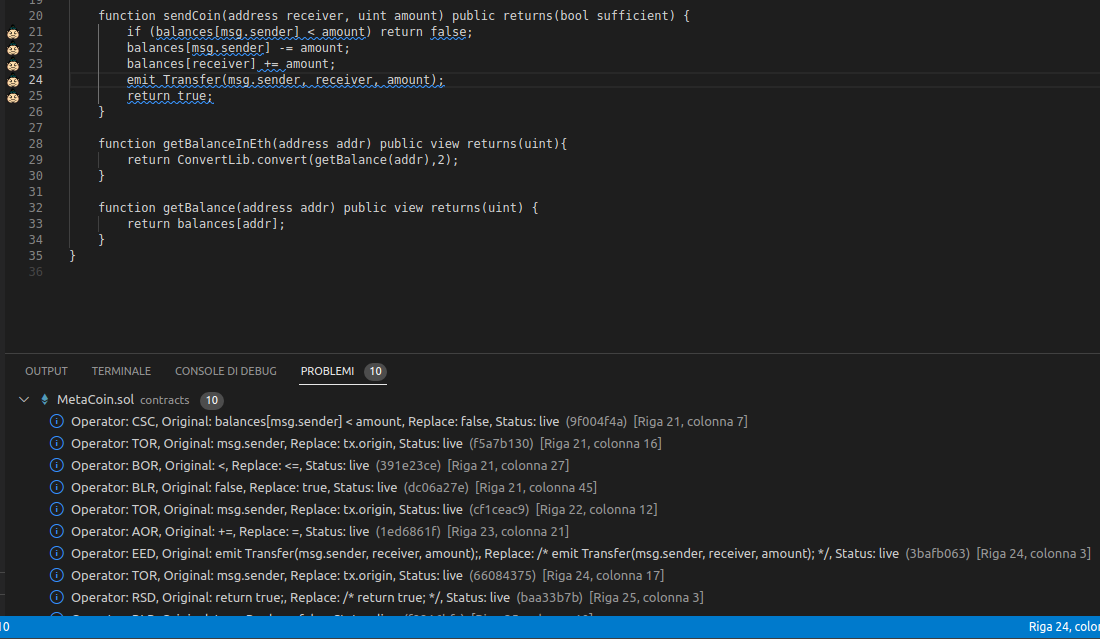 20 function sendCoin(address receiver, uint amount) public returns(bool sufficient) {
21 if (balances[msg.sender] < amount) return false;
22 balances[msg.sender] -= amount;
23 balances[receiver] += amount;
24 emit Transfer(msg.sender, receiver, amount);
25 return true;
26 }
27
28 function getBalanceInEth(address addr) public view returns(uint){
29 return ConvertLib.convert(getBalance(addr),2);
30 }
31
32 function getBalance(address addr) public view returns(uint) {
33 return balances[addr];
34 }
35 }
36
OUTPUT TERMINALE CONSOLE DI DEBUG PROBLEMI 10
MetaCoin.sol contracts 10
Operator: CSC, Original: balances[msg.sender] < amount, Replace: false, Status: live (9f004f4a) [Riga 21, colonna 7]
Operator: TOR, Original: msg.sender, Replace: tx.origin, Status: live (f5a7b130) [Riga 21, colonna 16]
Operator: BOR, Original: <, Replace: <=, Status: live (391e23ce) [Riga 21, colonna 27]
Operator: BLR, Original: false, Replace: true, Status: live (dc06a27e) [Riga 21, colonna 45]
Operator: TOR, Original: msg.sender, Replace: tx.origin, Status: live (cf1ceac9) [Riga 22, colonna 12]
Operator: AOR, Original: +=, Replace: =, Status: live (1ed6861f) [Riga 23, colonna 21]
Operator: EED, Original: emit Transfer(msg.sender, receiver, amount);, Replace: /* emit Transfer(msg.sender, receiver, amount); */, Status: live (3bafb063) [Riga 24, colonna 3]
Operator: TOR, Original: msg.sender, Replace: tx.origin, Status: live (66084375) [Riga 24, colonna 17]
Operator: RSD, Original: return true;, Replace: /* return true; */, Status: live (baa33b7b) [Riga 25, colonna 3]
10 Riga 24, colo